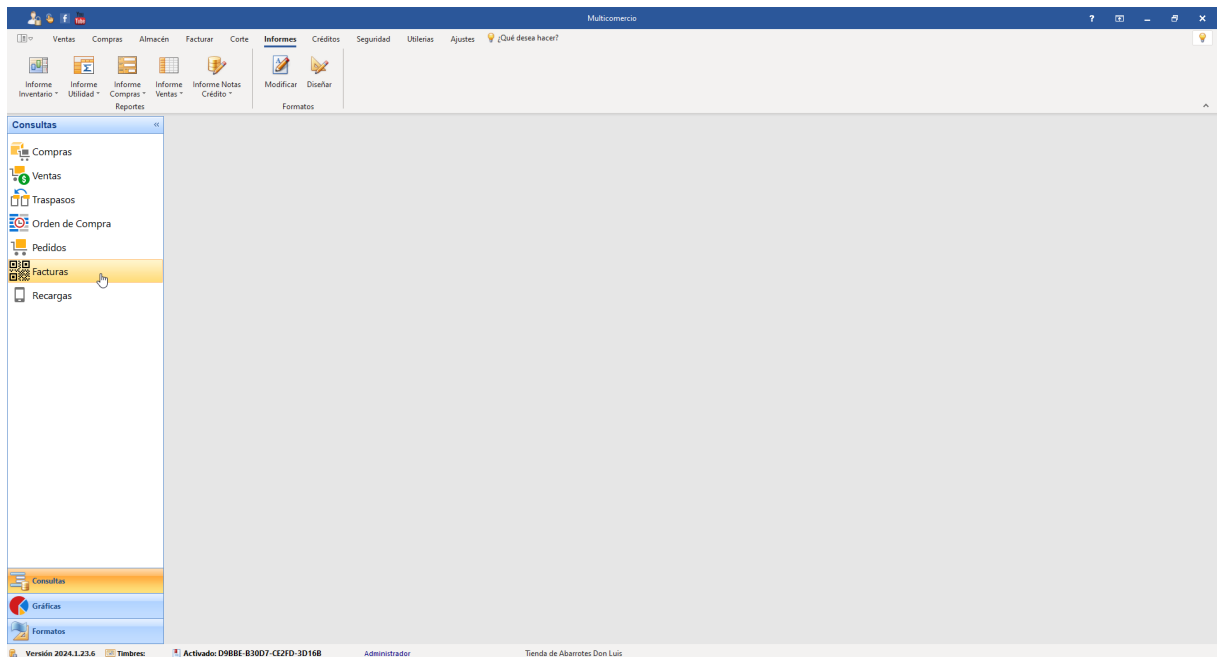 You
Tube
Multicomercio
Ventas Compras Almacén Facturar Corte Informes Créditos Seguridad Utilerias Ajustes ¿Qué desea hacer?
Informe Inventario
Informe Utilidad
Informe Compras
Informe Ventas
Informe Notas Crédito
Modificar Diseñar
Reportes Formatos
Consultas
Compras
Ventas
Traspasos
Orden de Compra
Pedidos
Facturas
Recargas
Consultas
Gráficas
Formatos
Versión 2024.1.23.6 Timbres: Activado: D9BBE-B30D7-CE2FD-3D16B Administrador Tienda de Abarrotes Don Luis